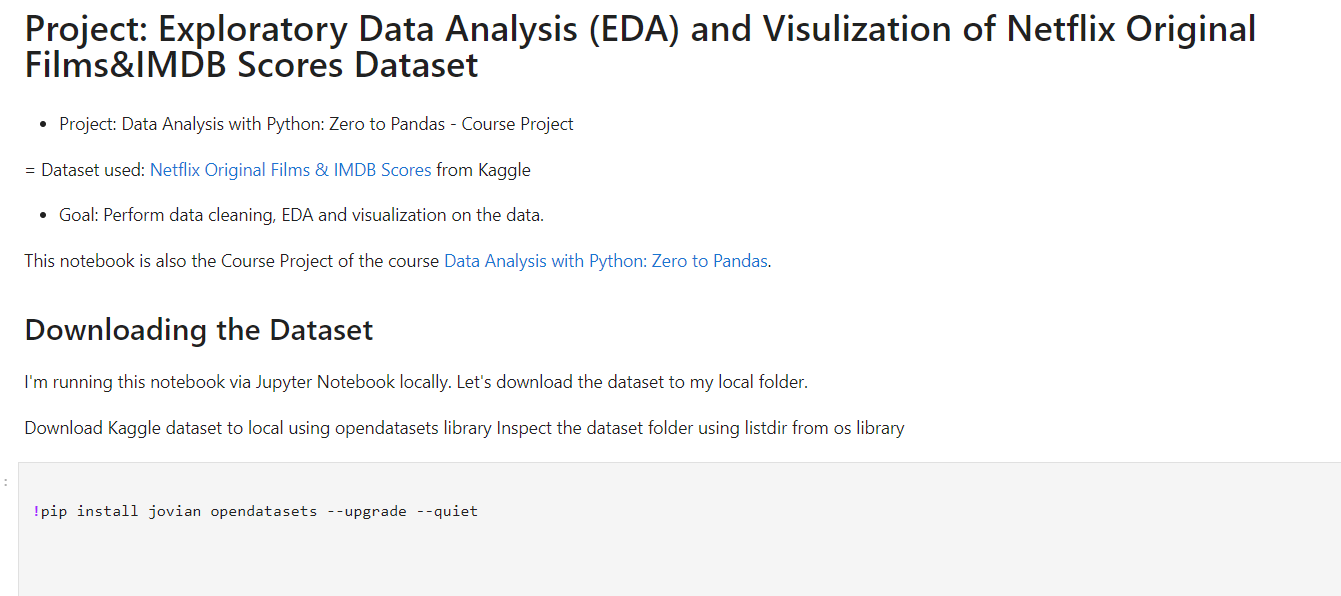 Project: Exploratory Data Analysis (EDA) and Visulization of Netflix Original
Films&IMDB Scores Dataset
• Project: Data Analysis with Python: Zero to Pandas - Course Project
= Dataset used: Netflix Original Films & IMDB Scores from Kaggle
• Goal: Perform data cleaning, EDA and visualization on the data.
This notebook is also the Course Project of the course Data Analysis with Python: Zero to Pandas.
Downloading the Dataset
I'm running this notebook via Jupyter Notebook locally. Let's download the dataset to my local folder.
Download Kaggle dataset to local using opendatasets library Inspect the dataset folder using listdir from os library
:
!pip install jovian opendatasets --upgrade --quiet